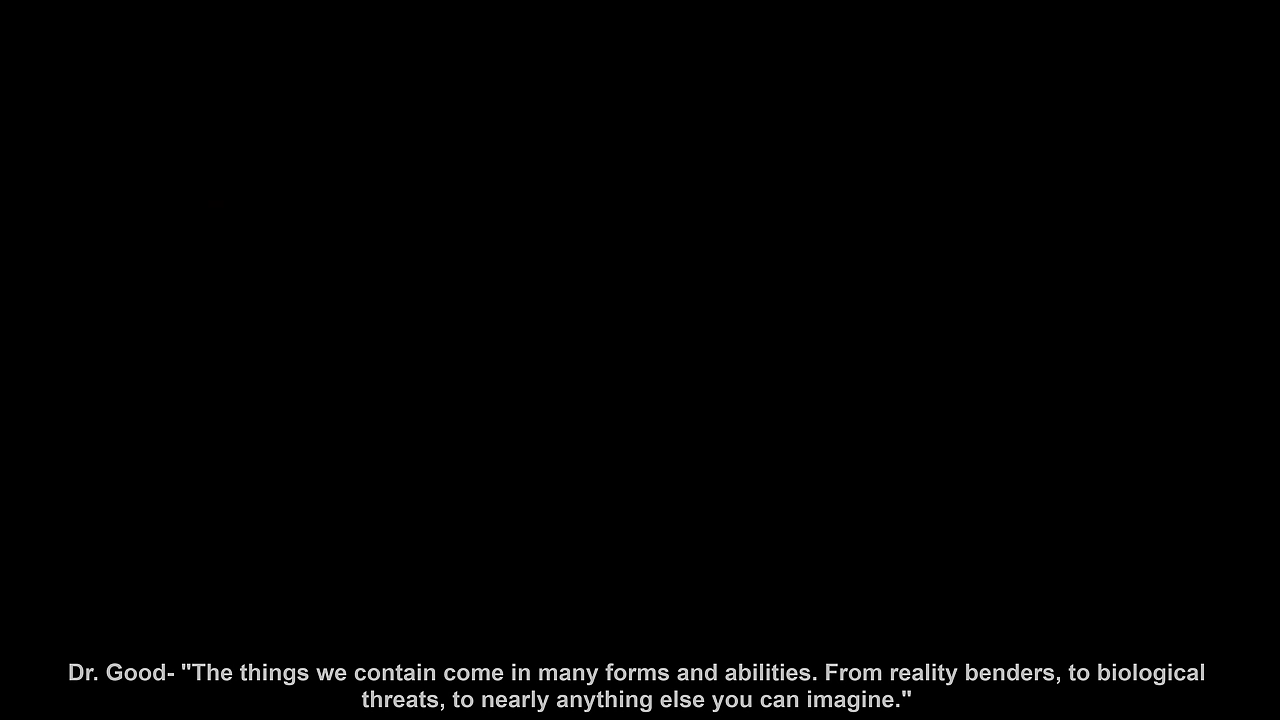 Dr. Good- "The things we contain come in many forms and abilities. From reality benders, to biological
threats, to nearly anything else you can imagine."